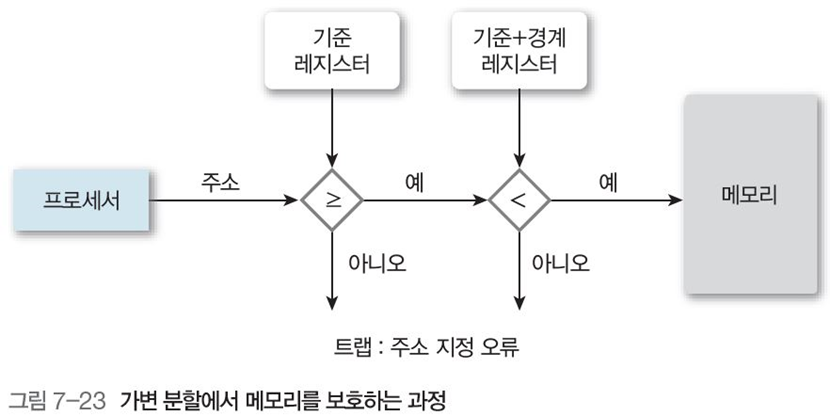 기준
레지스터
기준+경계
레지스터
프로세서
주소
≥
예
<
예
메모리
아니오
아니오
트랩 : 주소 지정 오류
그림 7-23 가변 분할에서 메모리를 보호하는 과정